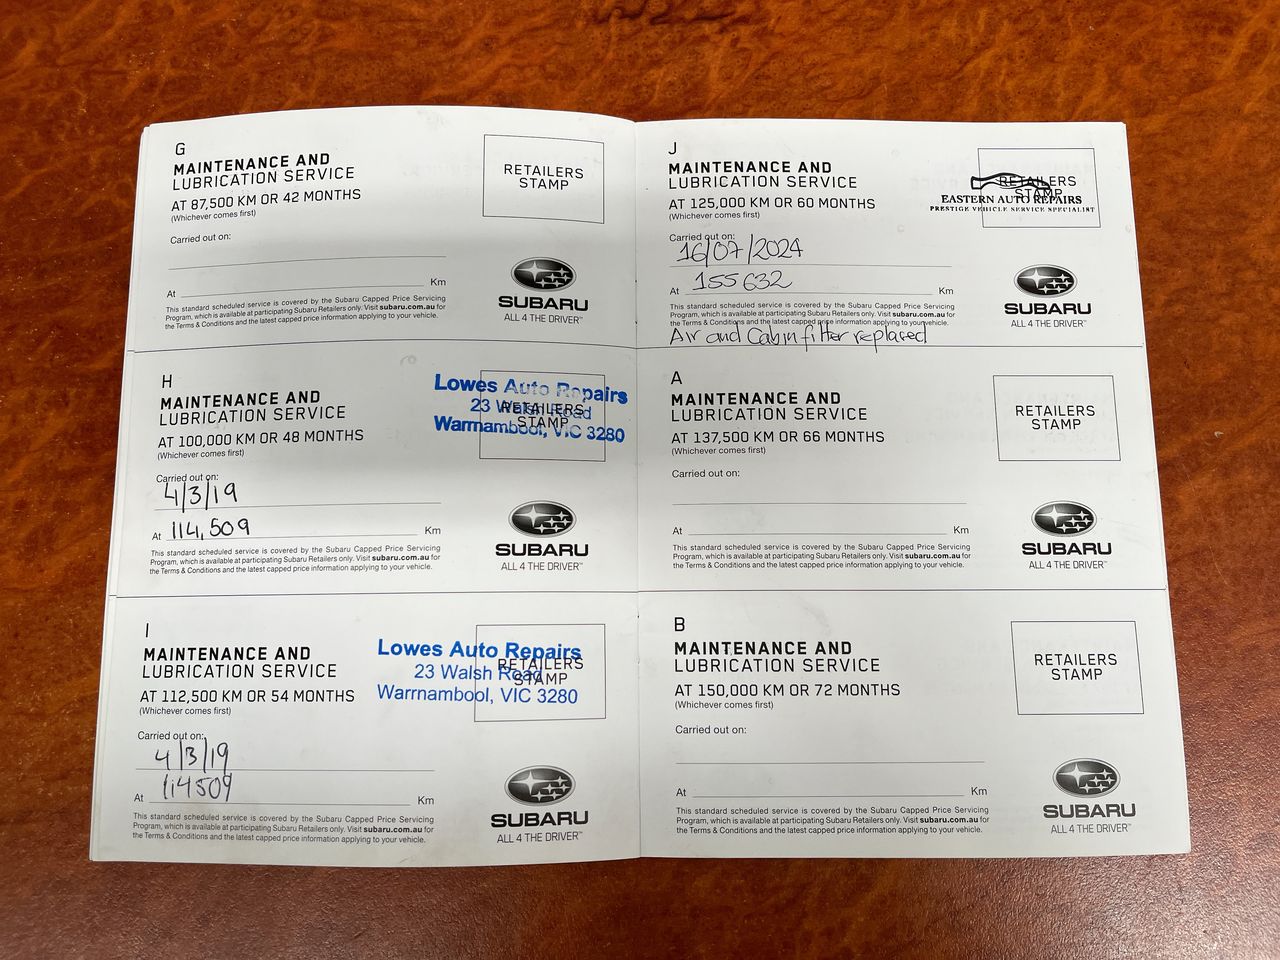 G
MAINTENANCE AND
LUBRICATION SERVICE
AT 87,500 KM OR 42 MONTHS
(Whichever comes first)
RETAILERS
STAMP
Carried out on:
At Km
This standard scheduled service is covered by the Subaru Capped Price Servicing
Program, which is available at participating Subaru Retailers only. Visit subaru.com.au for
the Terms & Conditions and the latest capped price information applying to your vehicle.
SUBARU
ALL 4 THE DRIVER™
H
MAINTENANCE AND
LUBRICATION SERVICE
AT 100,000 KM OR 48 MONTHS
(Whichever comes first)
RETAILERS
STAMP
Lowes Auto Repairs
23 Walsh Road
Warrnambool, VIC 3280
Carried out on:
4/3/19
At 114,509 Km
This standard scheduled service is covered by the Subaru Capped Price Servicing
Program, which is available at participating Subaru Retailers only. Visit subaru.com.au for
the Terms & Conditions and the latest capped price information applying to your vehicle.
SUBARU
ALL 4 THE DRIVER™
I
MAINTENANCE AND
LUBRICATION SERVICE
AT 112,500 KM OR 54 MONTHS
(Whichever comes first)
RETAILERS
STAMP
Lowes Auto Repairs
23 Walsh Road
Warrnambool, VIC 3280
Carried out on:
4/3/19
At 114509 Km
This standard scheduled service is covered by the Subaru Capped Price Servicing
Program, which is available at participating Subaru Retailers only. Visit subaru.com.au for
the Terms & Conditions and the latest capped price information applying to your vehicle.
SUBARU
ALL 4 THE DRIVER™
J
MAINTENANCE AND
LUBRICATION SERVICE
AT 125,000 KM OR 60 MONTHS
(Whichever comes first)
RETAILERS
STAMP
EASTERN AUTO REPAIRS
PRESTIGE VEHICLE SERVICE SPECIALIST
Carried out on:
16/07/2024
At 155632 Km
This standard scheduled service is covered by the Subaru Capped Price Servicing
Program, which is available at participating Subaru Retailers only. Visit subaru.com.au for
the Terms & Conditions and the latest capped price information applying to your vehicle.
Air and Cabin filter replaced
SUBARU
ALL 4 THE DRIVER™
A
MAINTENANCE AND
LUBRICATION SERVICE
AT 137,500 KM OR 66 MONTHS
(Whichever comes first)
RETAILERS
STAMP
Carried out on:
At Km
This standard scheduled service is covered by the Subaru Capped Price Servicing
Program, which is available at participating Subaru Retailers only. Visit subaru.com.au for
the Terms & Conditions and the latest capped price information applying to your vehicle.
SUBARU
ALL 4 THE DRIVER™
B
MAINTENANCE AND
LUBRICATION SERVICE
AT 150,000 KM OR 72 MONTHS
(Whichever comes first)
RETAILERS
STAMP
Carried out on:
At Km
This standard scheduled service is covered by the Subaru Capped Price Servicing
Program, which is available at participating Subaru Retailers only. Visit subaru.com.au for
the Terms & Conditions and the latest capped price information applying to your vehicle.
SUBARU
ALL 4 THE DRIVER™